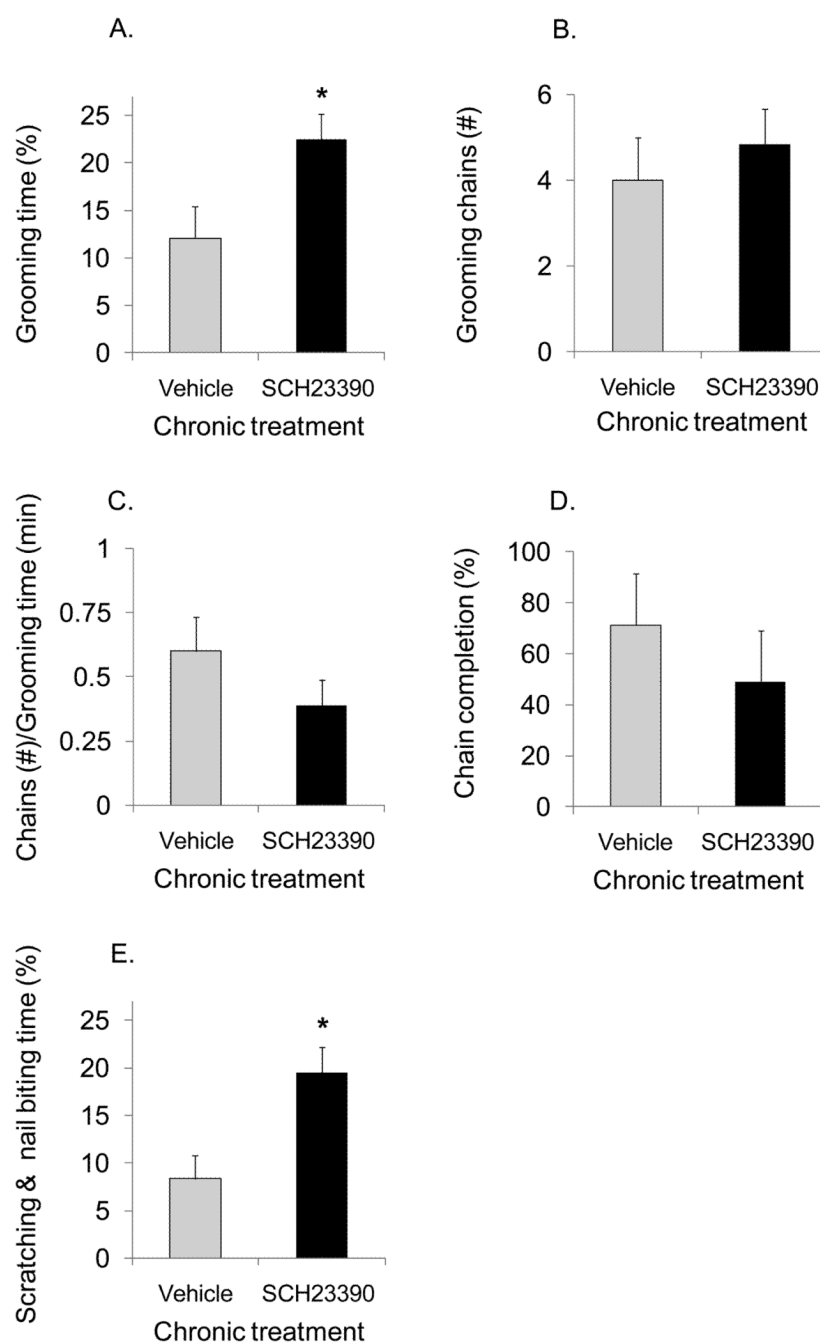 A.
Grooming time (%)
25
20
15
10
5
0
*
Vehicle SCH23390
Chronic treatment
B.
Grooming chains (#)
6
4
2
0
Vehicle SCH23390
Chronic treatment
C.
Chains (#)/Grooming time (min)
1
0.75
0.5
0.25
0
Vehicle SCH23390
Chronic treatment
D.
Chain completion (%)
100
80
60
40
20
0
Vehicle SCH23390
Chronic treatment
E.
Scratching & nail biting time (%)
25
20
15
10
5
0
*
Vehicle SCH23390
Chronic treatment